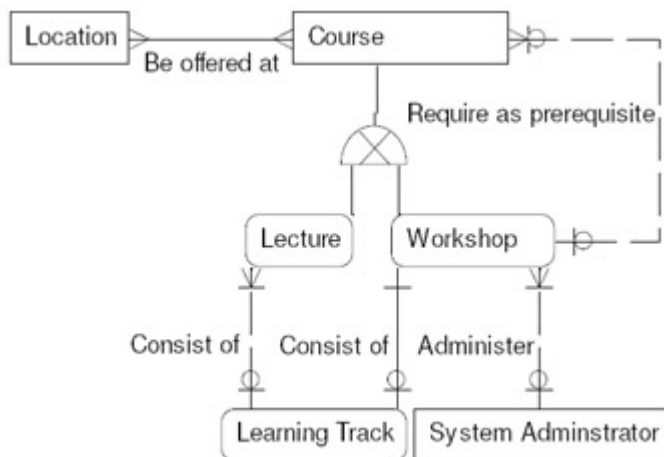 Location
Course
Be offered at
Require as prerequisite
Lecture
Workshop
Consist of
Consist of
Administer
Learning Track
System Adminstrator